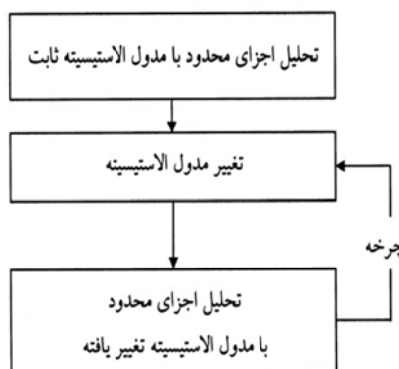 تحلیل اجزای محدود با مدول الاستیسیته ثابت
تغییر مدول الاستیسیته
چرخه
تحلیل اجزای محدود
با مدول الاستیسیته تغییر یافته